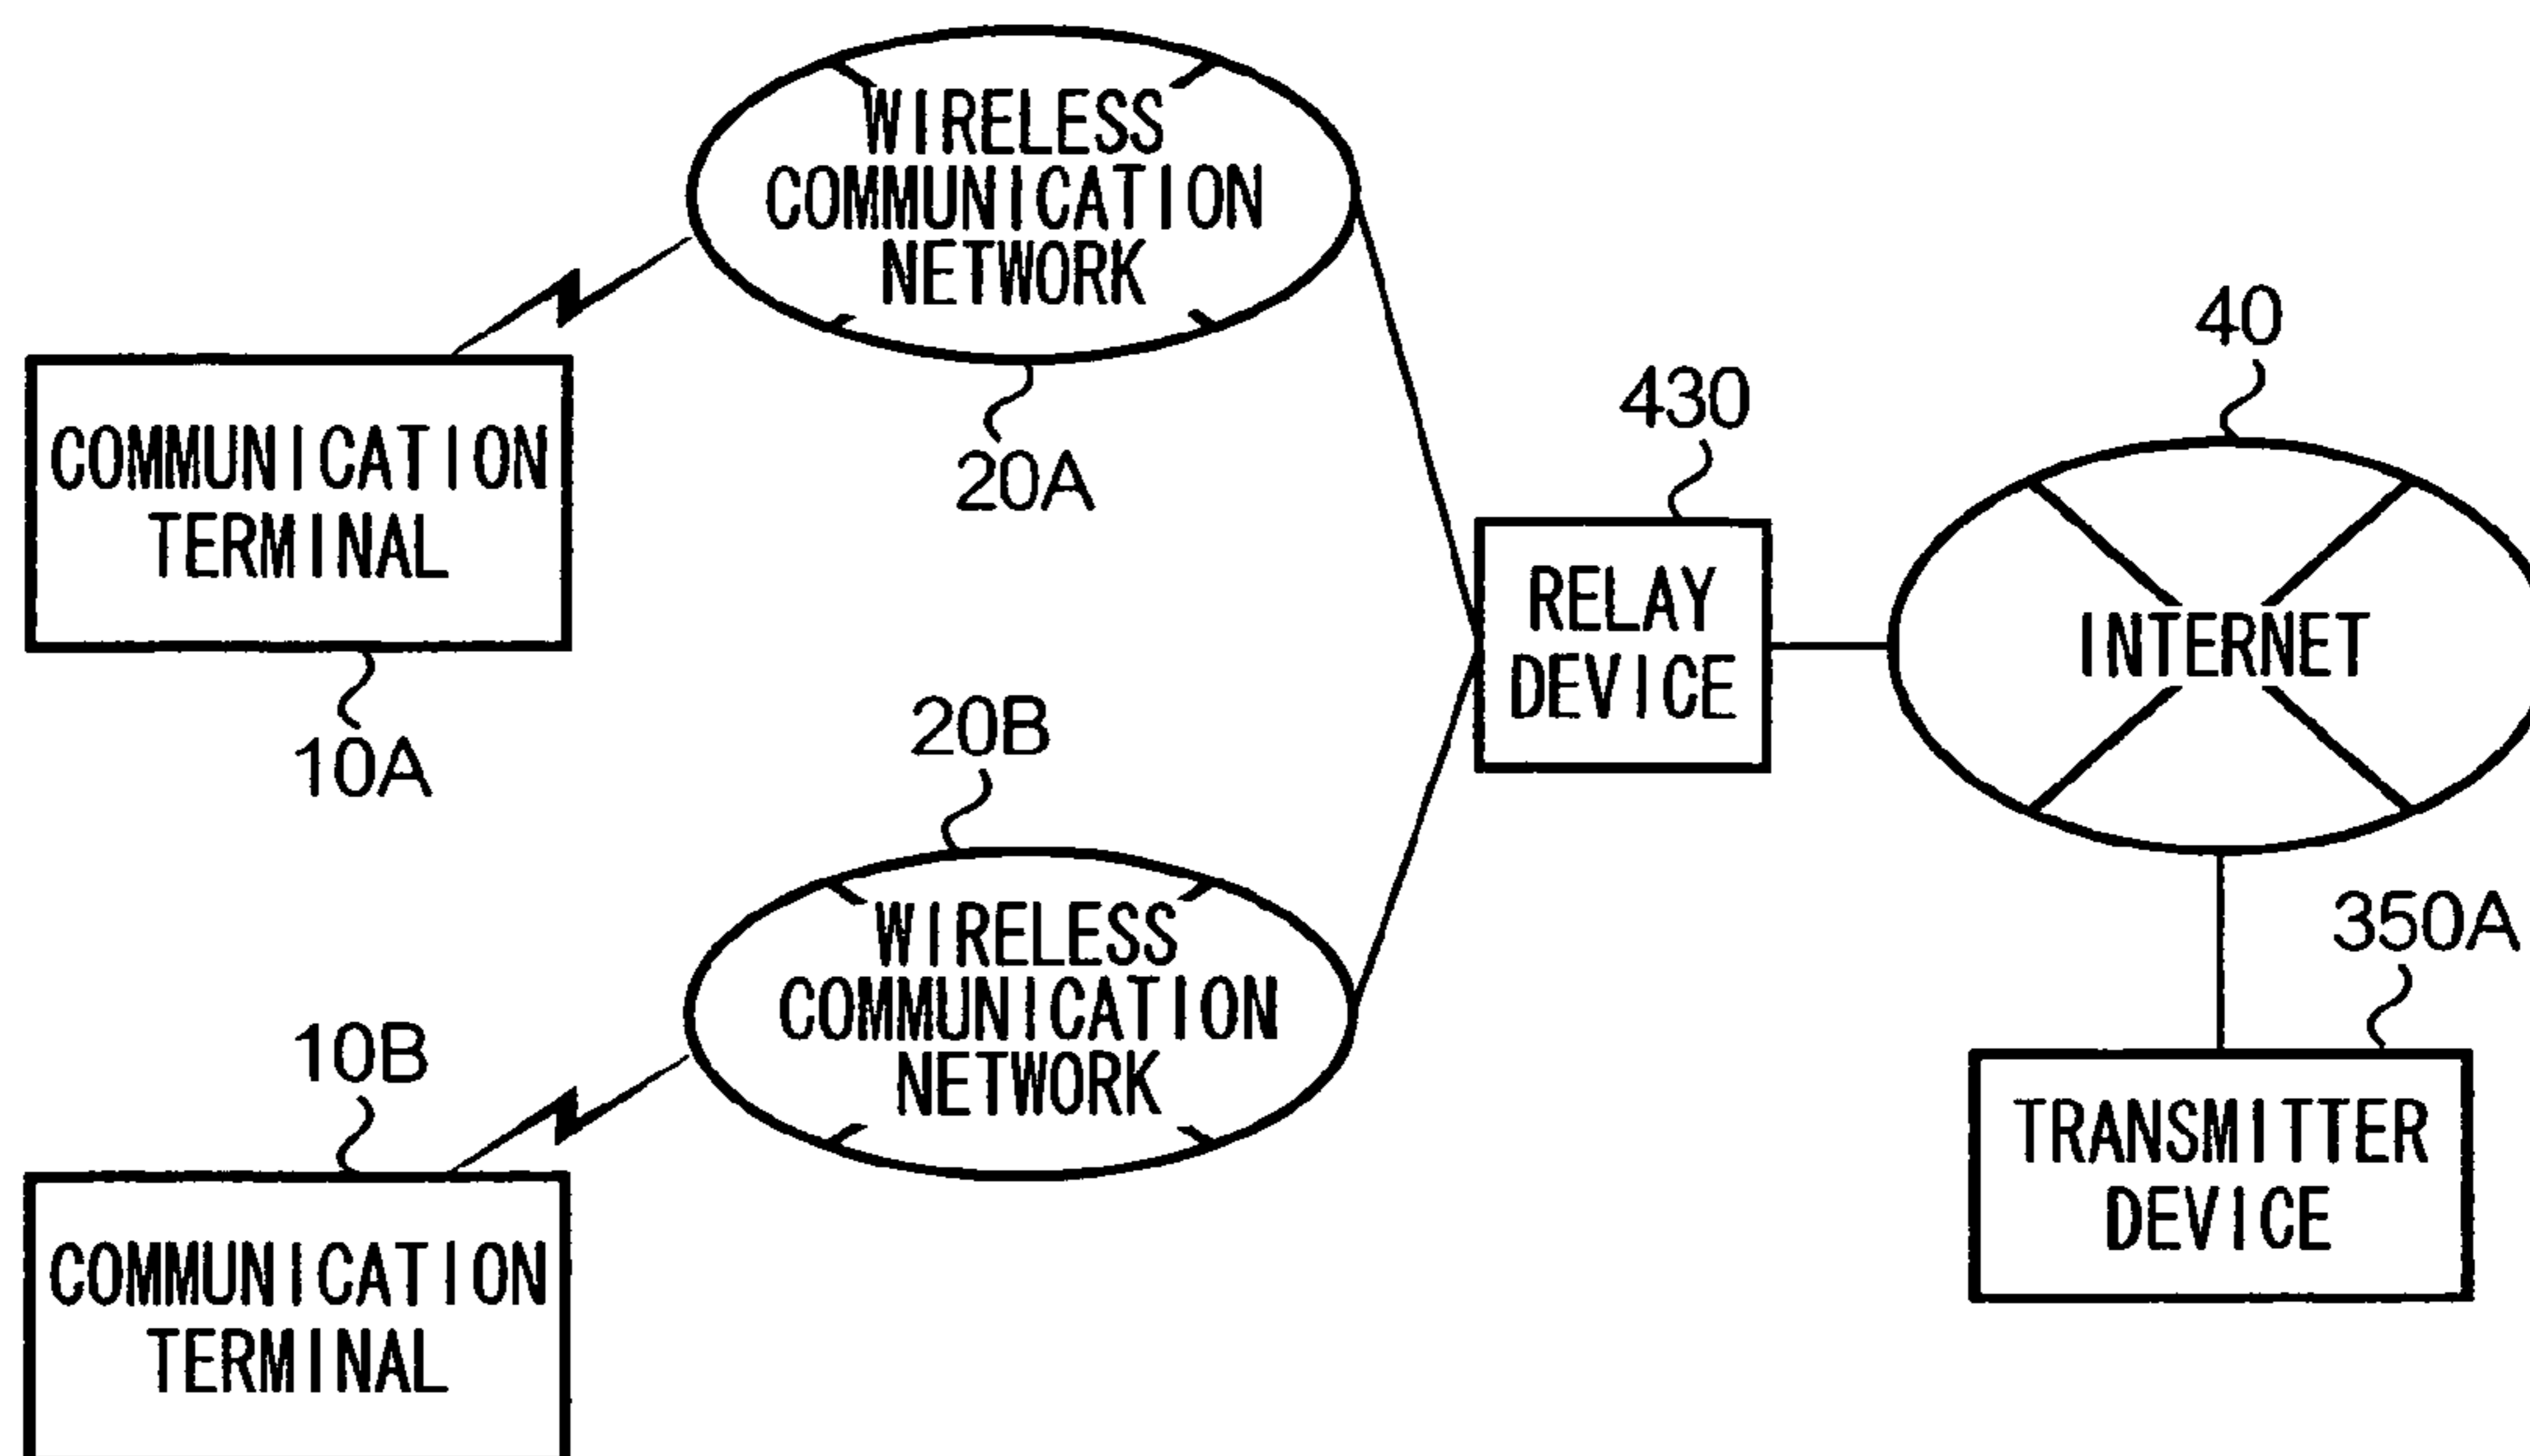 WIRELESS
COMMUNICATION
NETWORK
20A
COMMUNICATION
TERMINAL
10A
40
430
RELAY
DEVICE
INTERNET
20B
WIRELESS
COMMUNICATION
NETWORK
350A
TRANSMITTER
DEVICE
10B
COMMUNICATION
TERMINAL